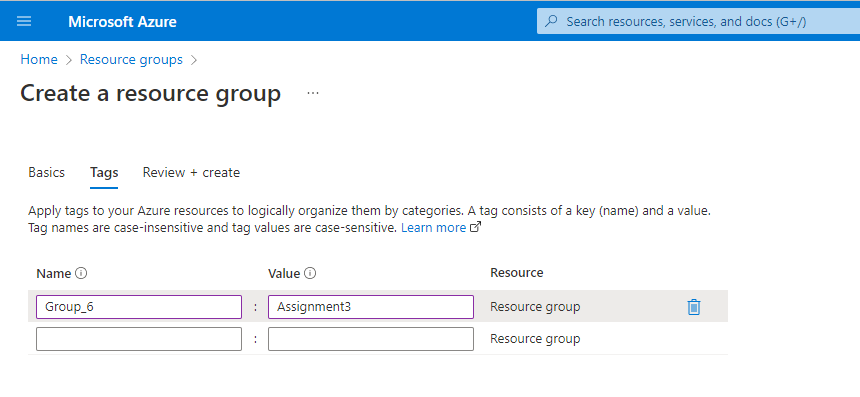 Microsoft Azure
Search resources, services, and docs (G+/)
Home > Resource groups >
Create a resource group ...
Basics Tags Review + create
Apply tags to your Azure resources to logically organize them by categories. A tag consists of a key (name) and a value.
Tag names are case-insensitive and tag values are case-sensitive. Learn more
Name Value Resource
Group_6 : Assignment3 Resource group
: Resource group